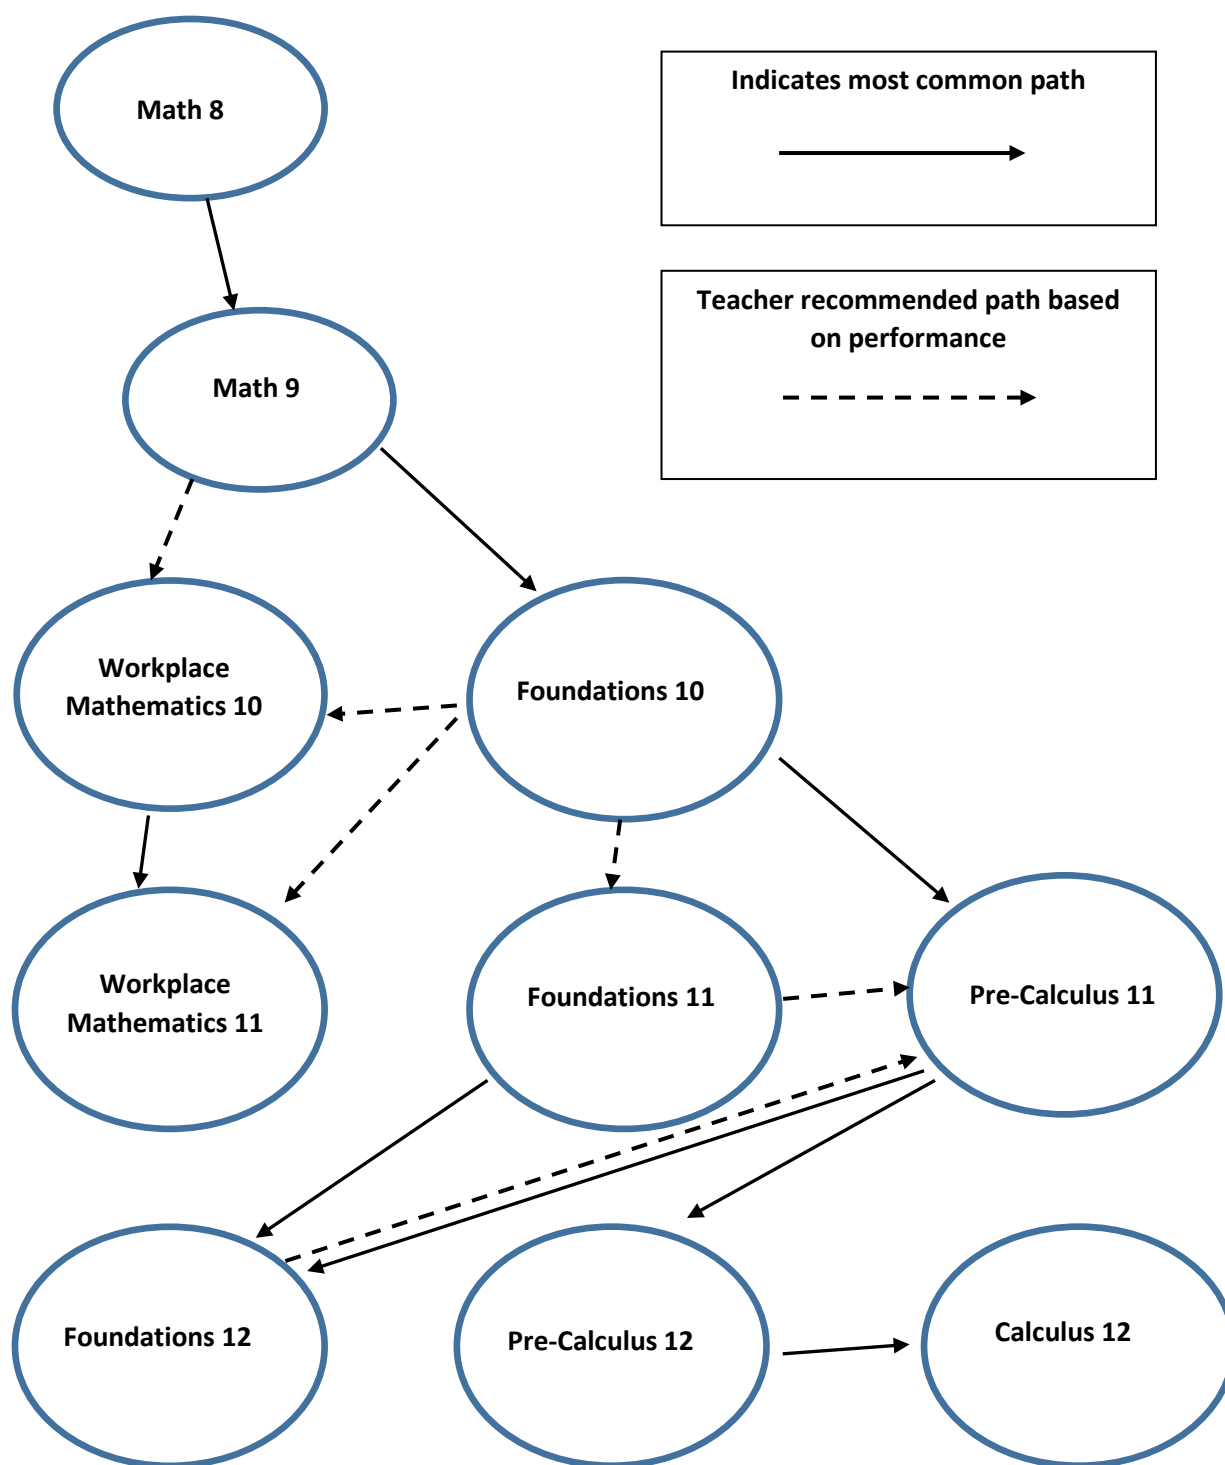 Math 8
Indicates most common path
Teacher recommended path based
on performance
Math 9
Workplace
Mathematics 10
Foundations 10
Workplace
Mathematics 11
Foundations 11
Pre-Calculus 11
Foundations 12
Pre-Calculus 12
Calculus 12